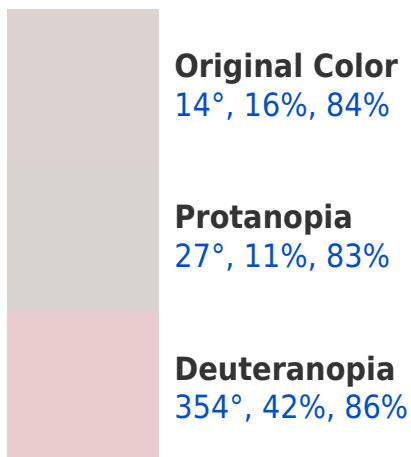 Original Color
14°, 16%, 84%
Protanopia
27°, 11%, 83%
Deuteranopia
354°, 42%, 86%